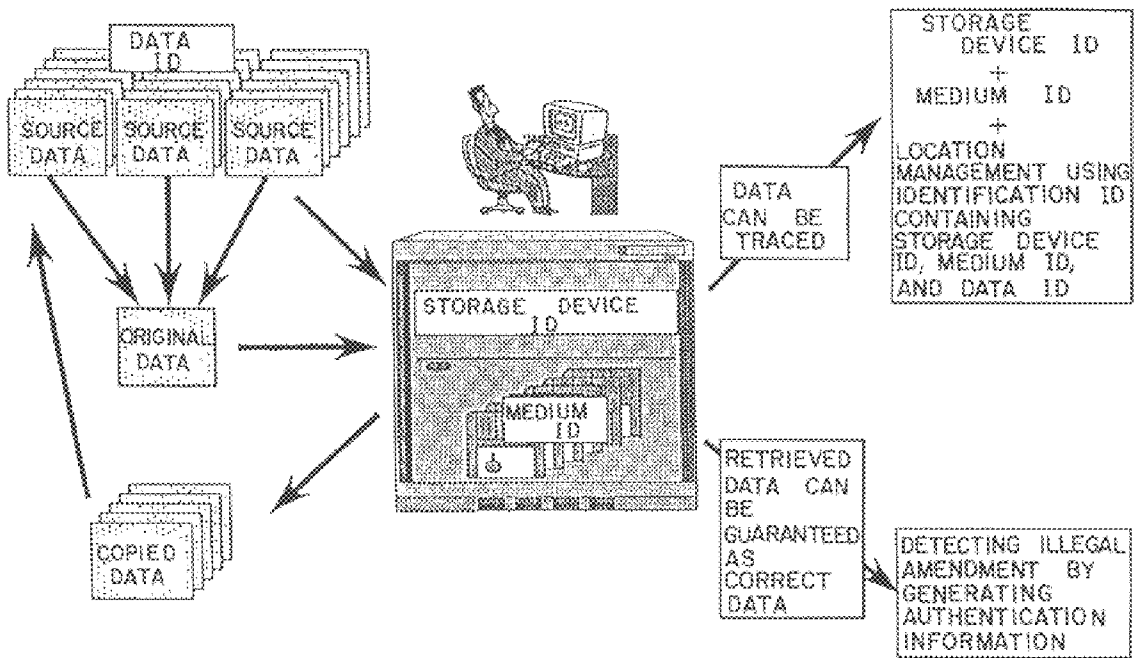 DATA
ID
SOURCE
DATA
SOURCE
DATA
SOURCE
DATA
ORIGINAL
DATA
COPIED
DATA
STORAGE DEVICE
ID
MEDIUM
ID
DATA
CAN BE
TRACED
STORAGE
DEVICE ID
+
MEDIUM ID
+
LOCATION
MANAGEMENT USING
IDENTIFICATION ID
CONTAINING
STORAGE DEVICE
ID, MEDIUM ID,
AND DATA ID
RETRIEVED
DATA CAN
BE
GUARANTEED
AS
CORRECT
DATA
DETECTING ILLEGAL
AMENDMENT BY
GENERATING
AUTHENTICATION
INFORMATION